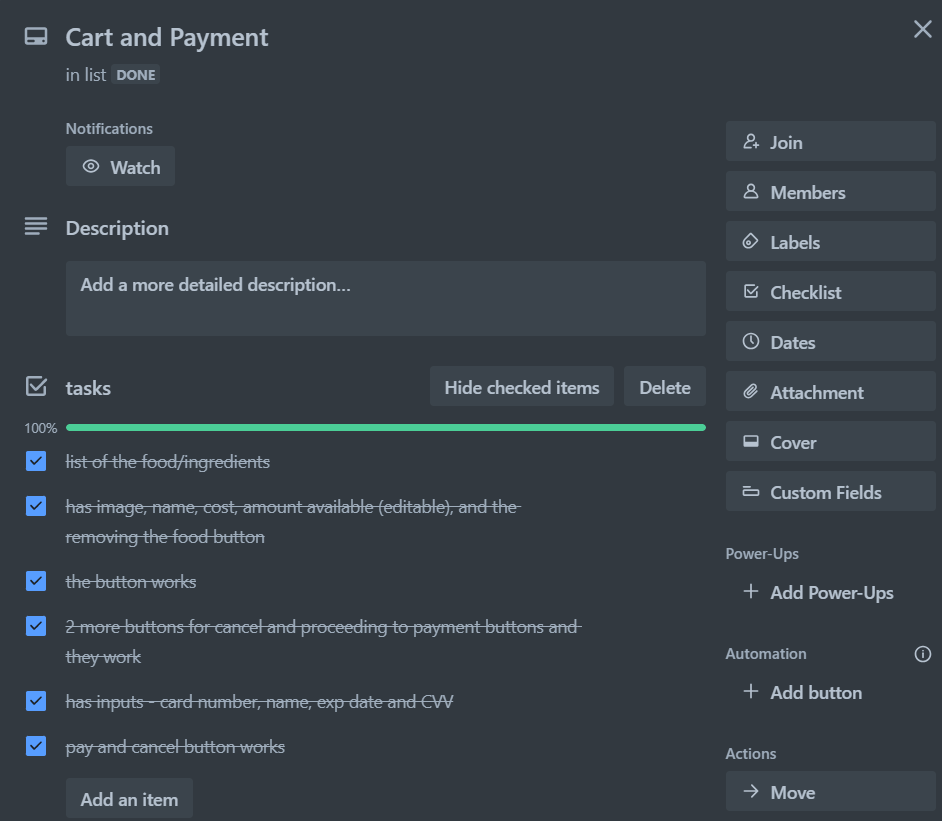 Cart and Payment
in list DONE
Notifications
Watch
Description
Add a more detailed description...
tasks
Hide checked items
Delete
100%
list of the food/ingredients
has image, name, cost, amount available (editable), and the
removing the food button
the button works
2 more buttons for cancel and proceeding to payment buttons and
they work
has inputs - card number, name, exp date and CVV
pay and cancel button works
Add an item
Join
Members
Labels
Checklist
Dates
Attachment
Cover
Custom Fields
Power-Ups
Add Power-Ups
Automation
Add button
Actions
Move